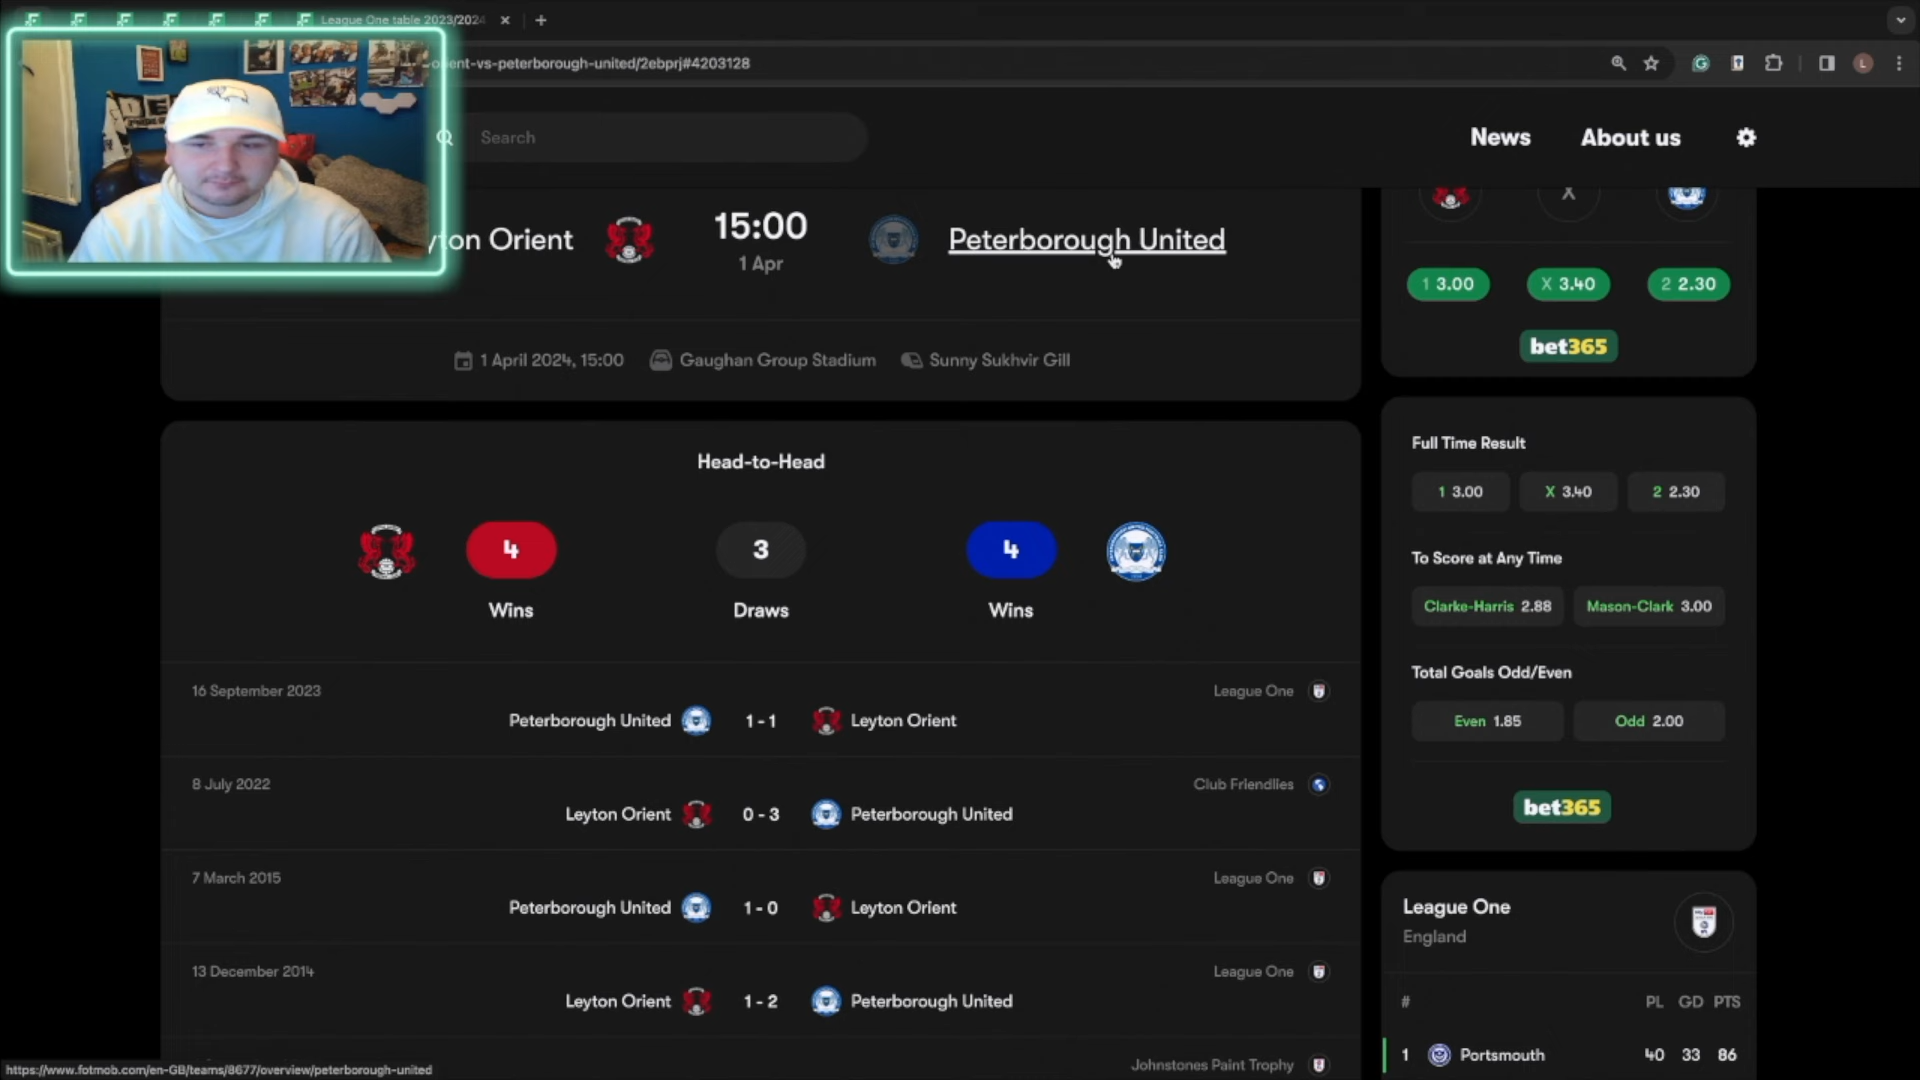 League One table 2023/2024
ent-vs-peterborough-united/2ebprj#4203128
Search
News
About us
yton Orient
15:00
1 Apr
Peterborough United
X
1 3.00
X 3.40
2 2.30
bet365
1 April 2024, 15:00
Gaughan Group Stadium
Sunny Sukhvir Gill
Head-to-Head
4
3
4
Wins
Draws
Wins
16 September 2023
League One
Peterborough United
1 - 1
Leyton Orient
8 July 2022
Club Friendlies
Leyton Orient
0 - 3
Peterborough United
7 March 2015
League One
Peterborough United
1 - 0
Leyton Orient
13 December 2014
League One
Leyton Orient
1 - 2
Peterborough United
Johnstones Paint Trophy
Full Time Result
1 3.00
X 3.40
2 2.30
To Score at Any Time
Clarke-Harris 2.88
Mason-Clark 3.00
Total Goals Odd/Even
Even 1.85
Odd 2.00
bet365
League One
England
# PL GD PTS
1 Portsmouth 40 33 86
https://www.fotmob.com/en-GB/teams/8677/overview/peterborough-united